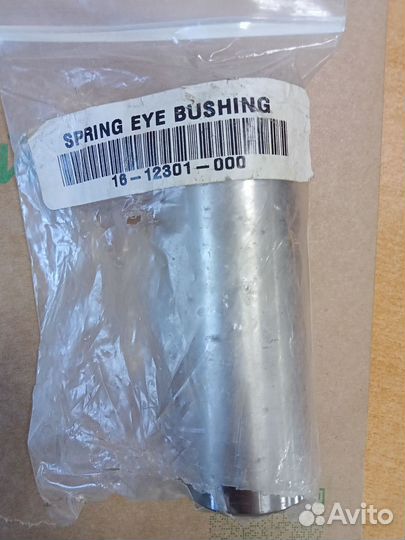 SPRING EYE BUSHING
16-12301-000
Avito